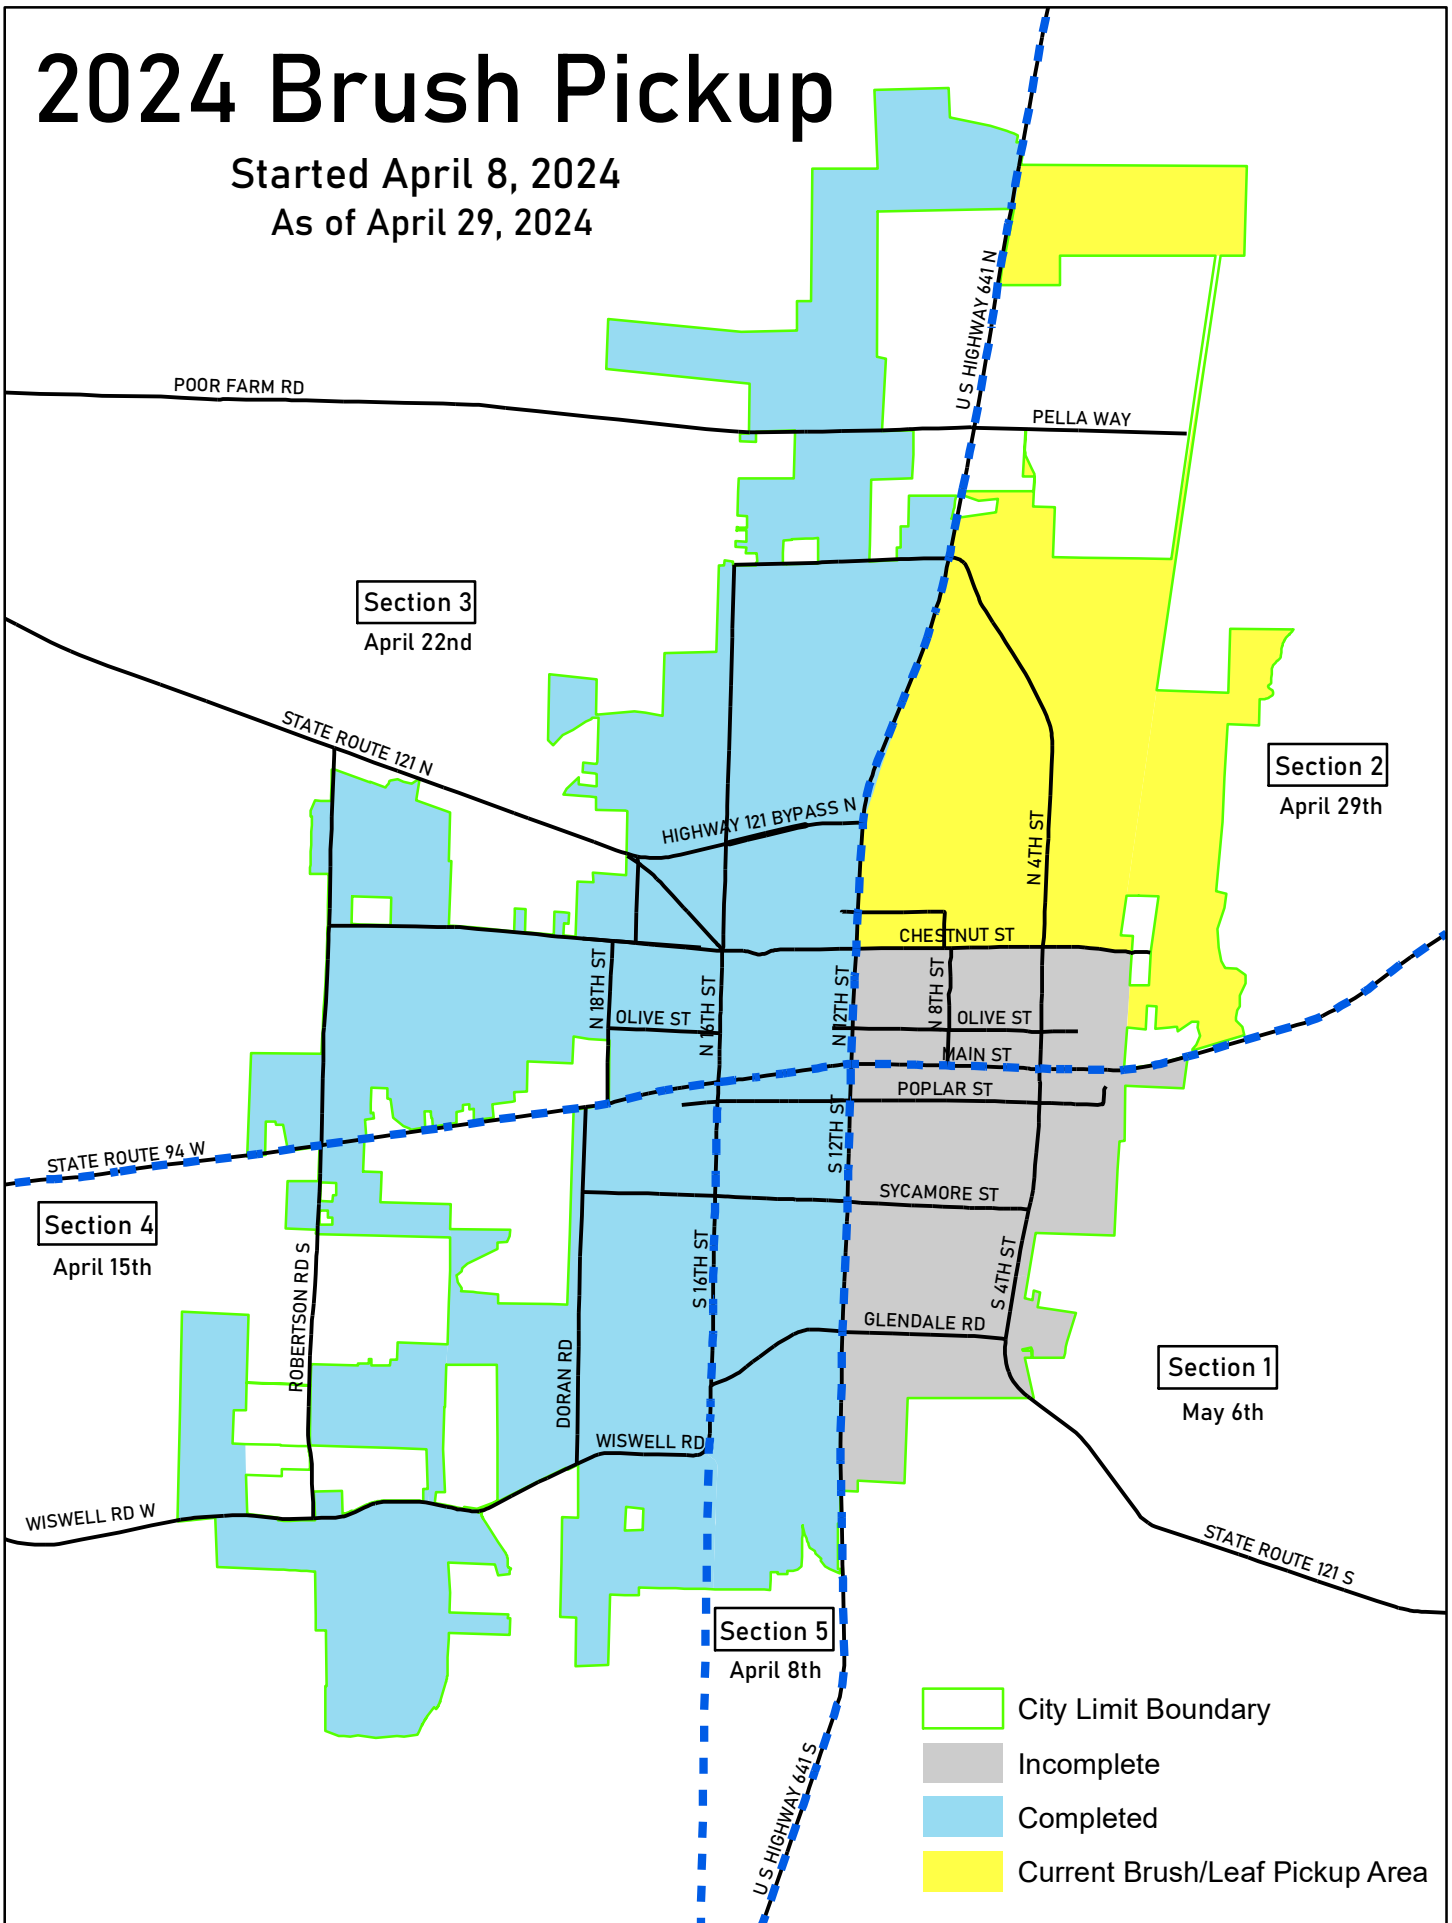 2024 Brush Pickup
Started April 8, 2024
As of April 29, 2024
U S HIGHWAY 641 N
POOR FARM RD
PELLA WAY
Section 3
April 22nd
STATE ROUTE 121 N
Section 2
April 29th
HIGHWAY 121 BYPASS N
N 4TH ST
CHESTNUT ST
N 18TH ST
N 16TH ST
N 12TH ST
N 8TH ST
OLIVE ST
OLIVE ST
MAIN ST
POPLAR ST
S 12TH ST
STATE ROUTE 94 W
SYCAMORE ST
Section 4
April 15th
ROBERTSON RD S
S 16TH ST
S 4TH ST
GLENDALE RD
DORAN RD
Section 1
May 6th
WISWELL RD
WISWELL RD W
STATE ROUTE 121 S
Section 5
April 8th
U S HIGHWAY 641 S
City Limit Boundary
Incomplete
Completed
Current Brush/Leaf Pickup Area